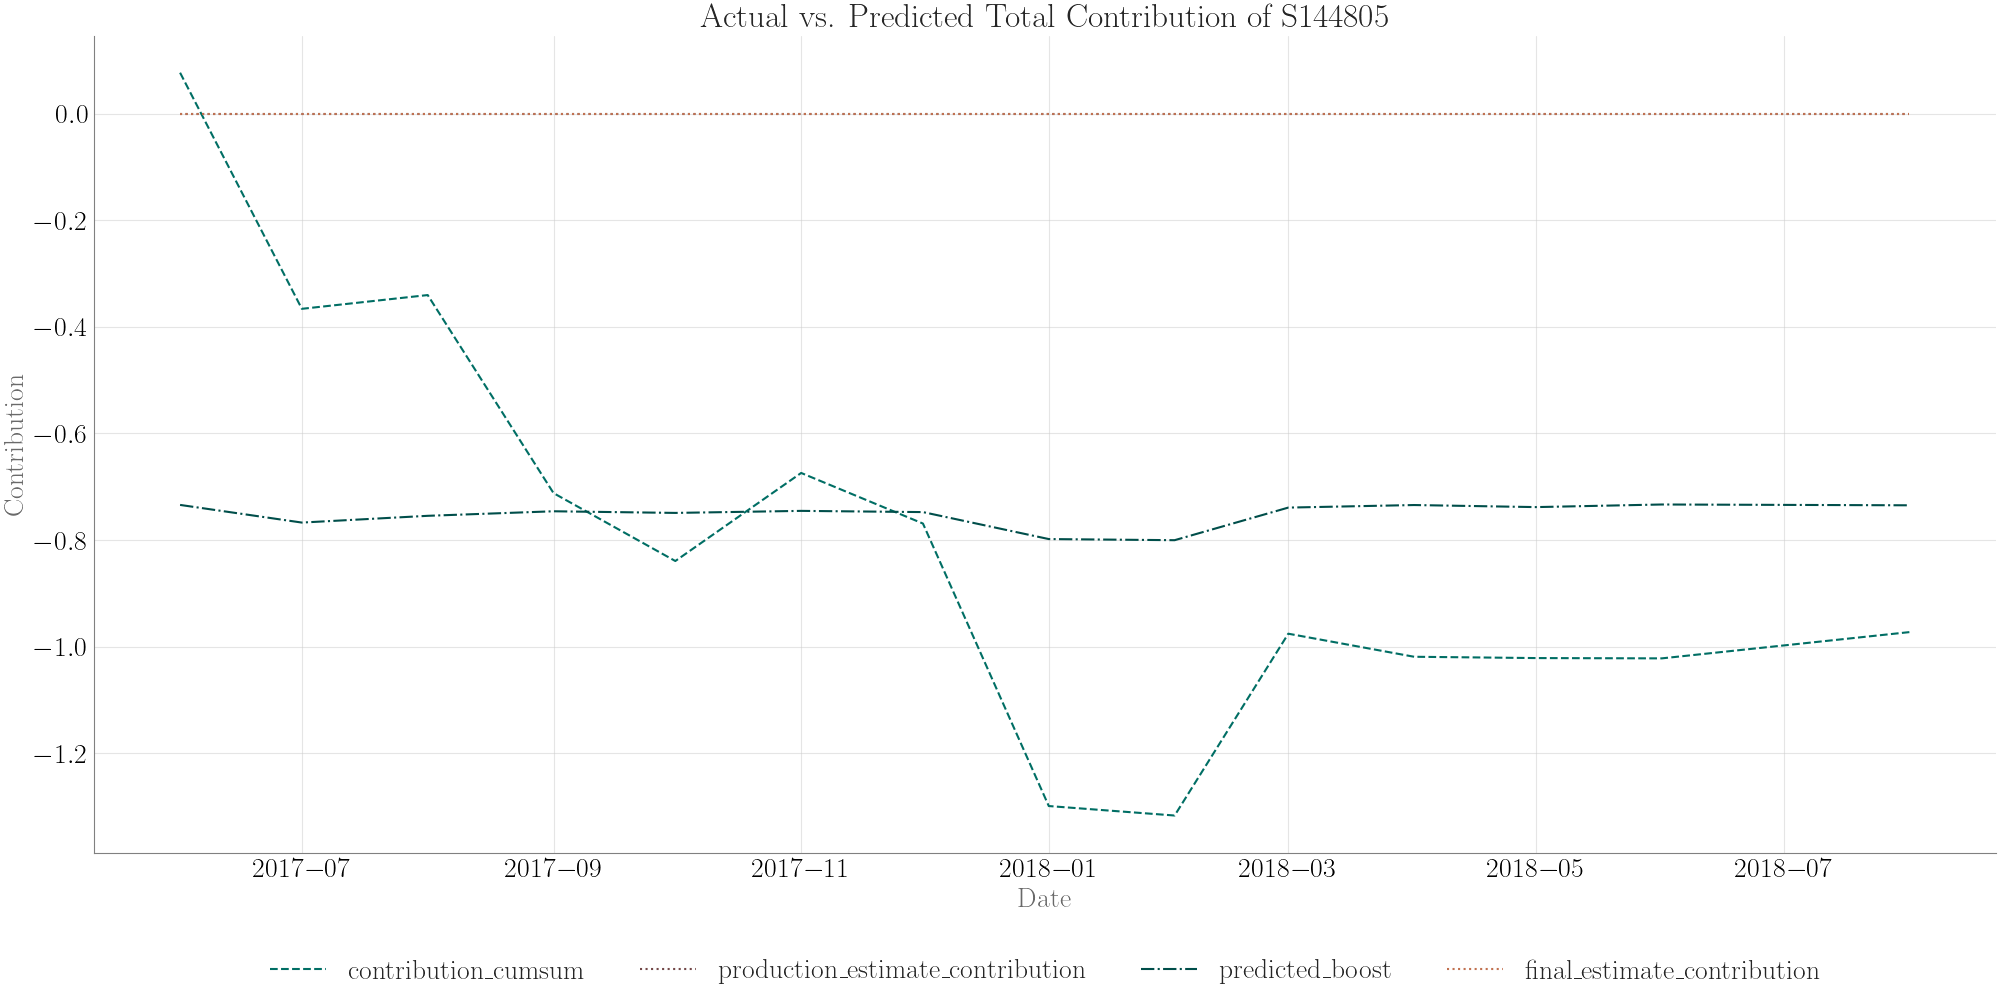 Actual vs. Predicted Total Contribution of S144805
Contribution
0.0
−0.2
−0.4
−0.6
−0.8
−1.0
−1.2
2017−07
2017−09
2017−11
2018−01
2018−03
2018−05
2018−07
Date
contribution_cumsum
production_estimate_contribution
predicted_boost
final_estimate_contribution